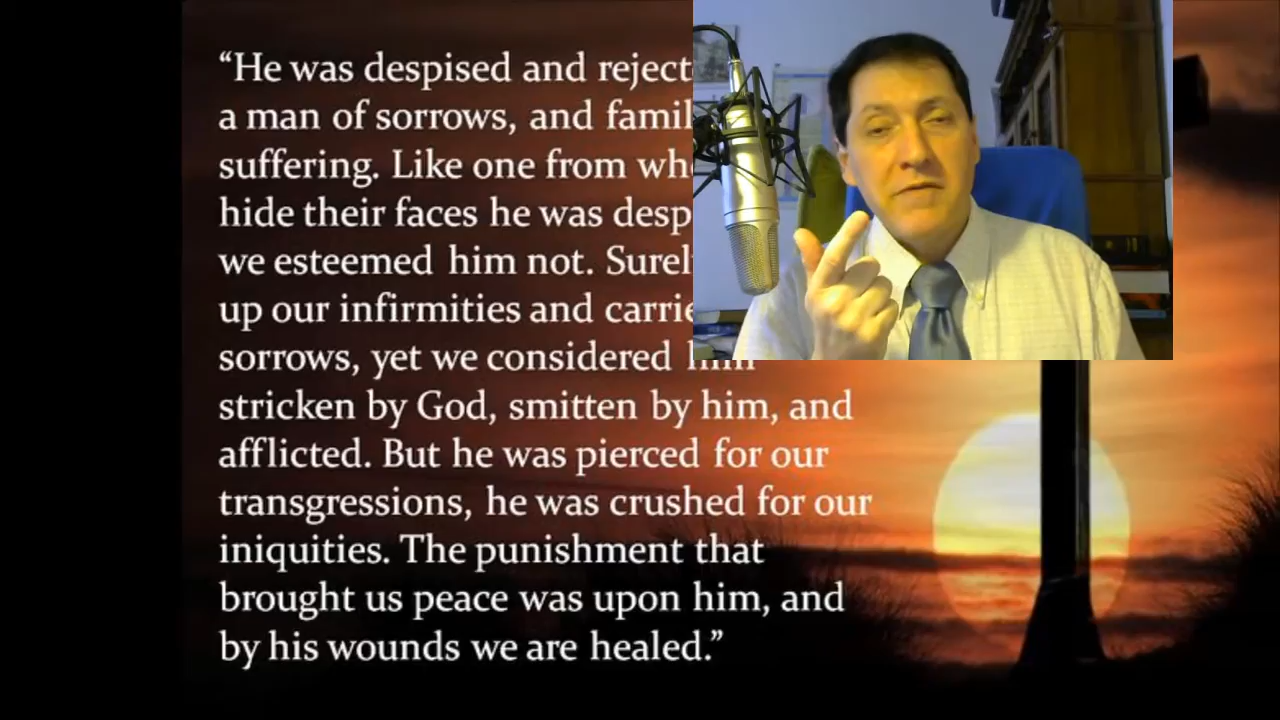 “He was despised and reject
a man of sorrows, and famil
suffering. Like one from wh
hide their faces he was desp
we esteemed him not. Surel
up our infirmities and carrie
sorrows, yet we considered him
stricken by God, smitten by him, and
afflicted. But he was pierced for our
transgressions, he was crushed for our
iniquities. The punishment that
brought us peace was upon him, and
by his wounds we are healed.”